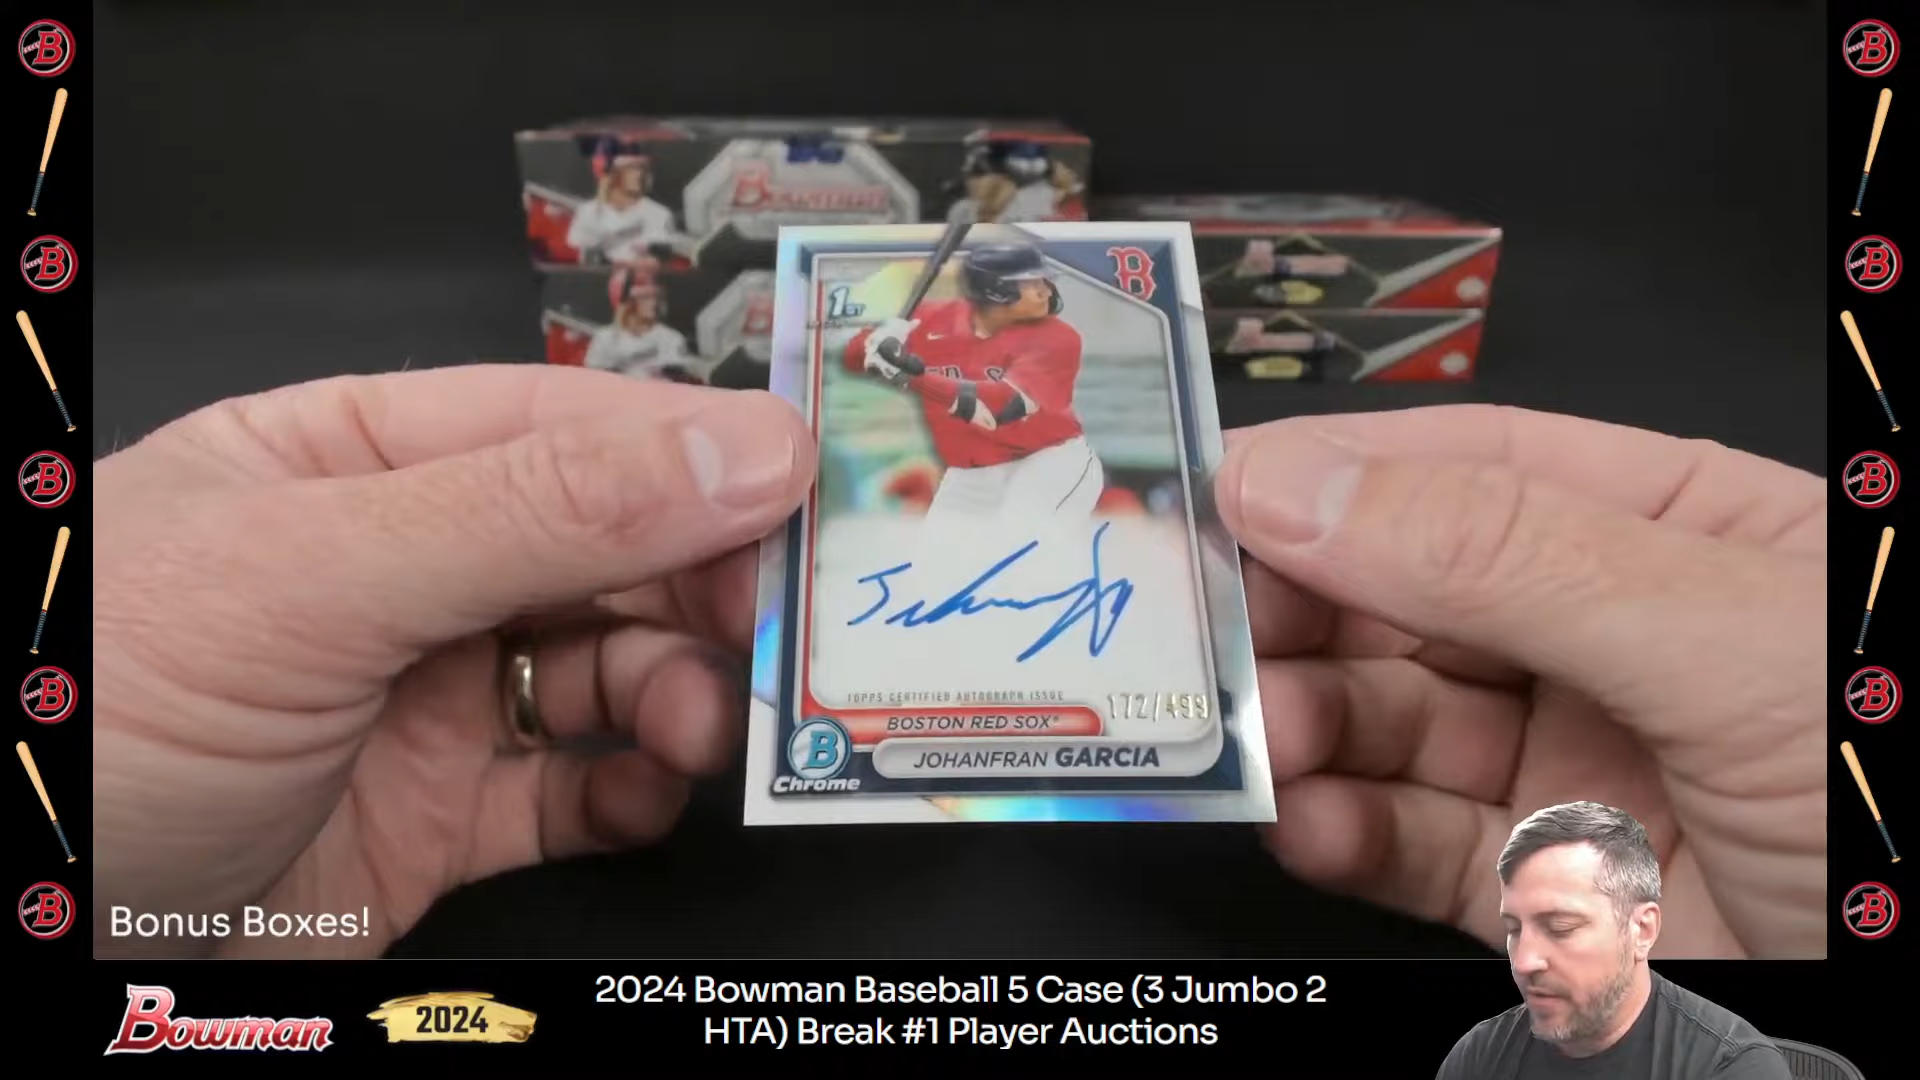 Bowman
1ST
B
TOPPS CERTIFIED AUTOGRAPH ISSUE
172/499
BOSTON RED SOX®
JOHANFRAN GARCIA
B
Chrome
Bonus Boxes!
Bowman
2024
2024 Bowman Baseball 5 Case (3 Jumbo 2
HTA) Break #1 Player Auctions